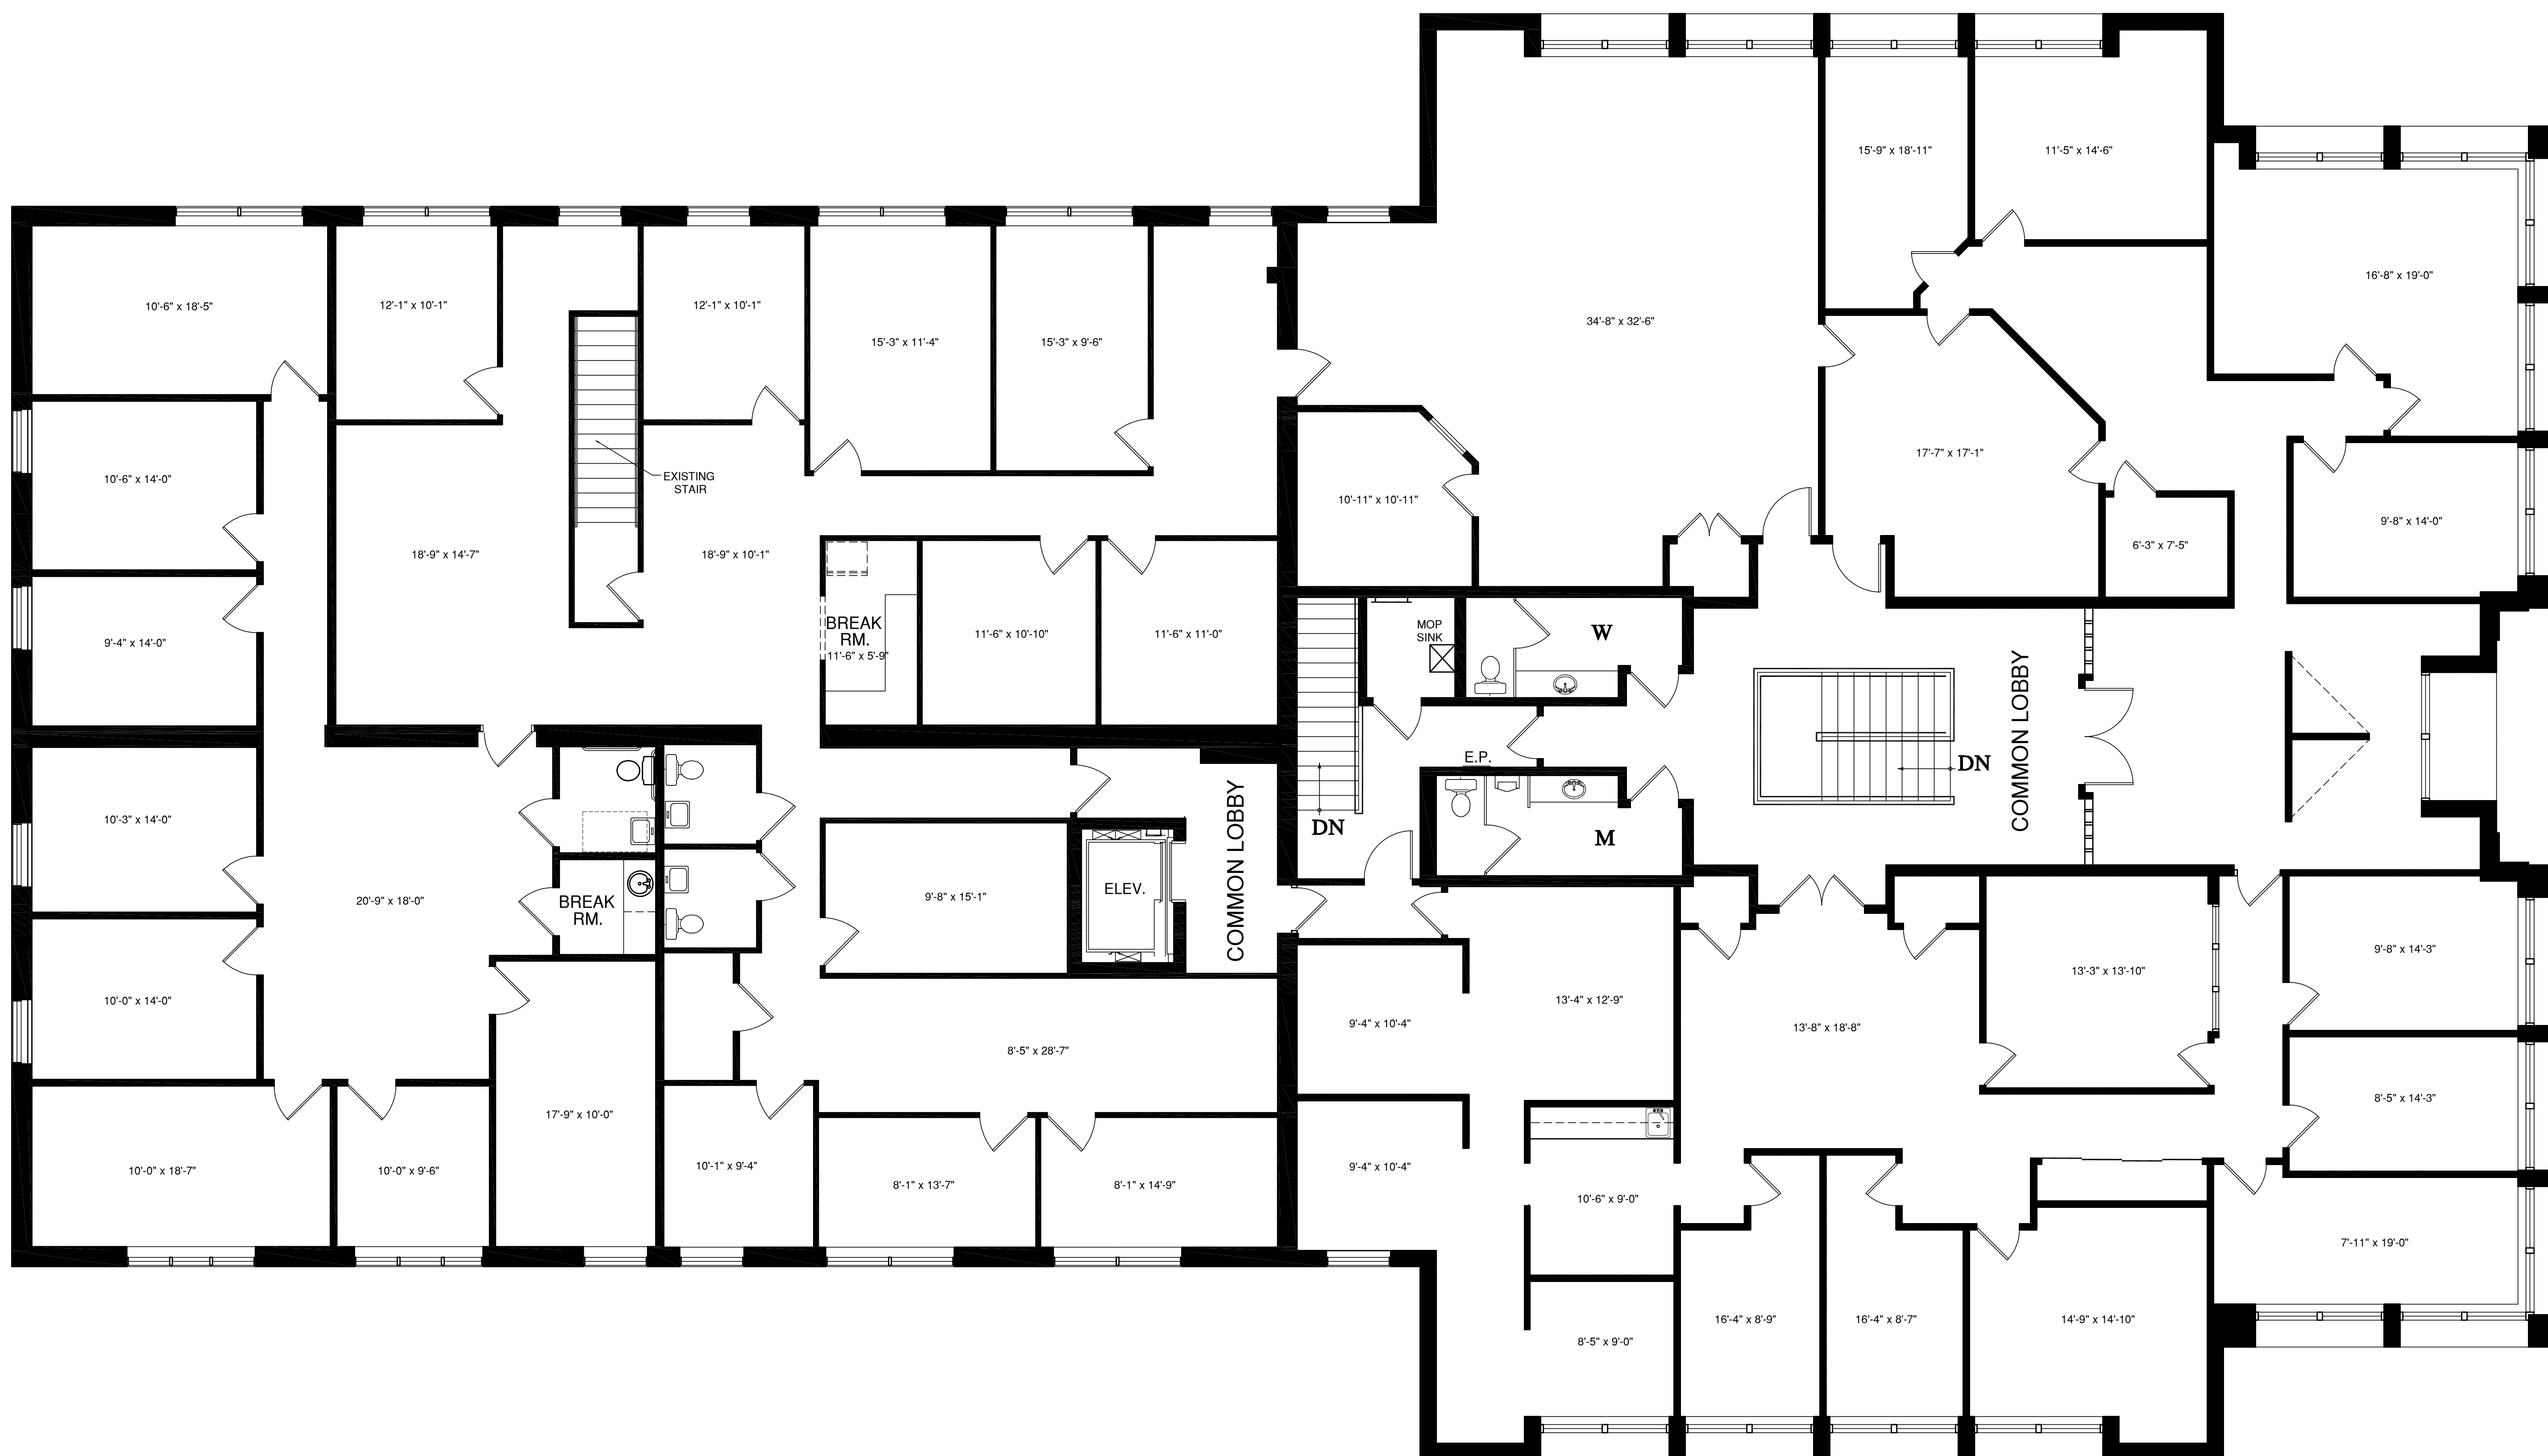 15'-9" x 18'-11"
11'-5" x 14'-6"
16'-8" x 19'-0"
10'-6" x 18'-5"
12'-1" x 10'-1"
12'-1" x 10'-1"
15'-3" x 11'-4"
15'-3" x 9'-6"
34'-8" x 32'-6"
17'-7" x 17'-1"
10'-6" x 14'-0"
EXISTING
STAIR
10'-11" x 10'-11"
9'-8" x 14'-0"
6'-3" x 7'-5"
18'-9" x 14'-7"
18'-9" x 10'-1"
9'-4" x 14'-0"
BREAK
RM.
11'-6" x 5'-9"
11'-6" x 10'-10"
11'-6" x 11'-0"
MOP
SINK
W
COMMON LOBBY
E.P.
DN
10'-3" x 14'-0"
DN
M
COMMON LOBBY
ELEV.
9'-8" x 15'-1"
20'-9" x 18'-0"
BREAK
RM.
9'-8" x 14'-3"
13'-3" x 13'-10"
10'-0" x 14'-0"
13'-4" x 12'-9"
9'-4" x 10'-4"
13'-8" x 18'-8"
8'-5" x 28'-7"
8'-5" x 14'-3"
17'-9" x 10'-0"
10'-0" x 18'-7"
10'-0" x 9'-6"
10'-1" x 9'-4"
8'-1" x 13'-7"
8'-1" x 14'-9"
9'-4" x 10'-4"
10'-6" x 9'-0"
7'-11" x 19'-0"
8'-5" x 9'-0"
16'-4" x 8'-9"
16'-4" x 8'-7"
14'-9" x 14'-10"